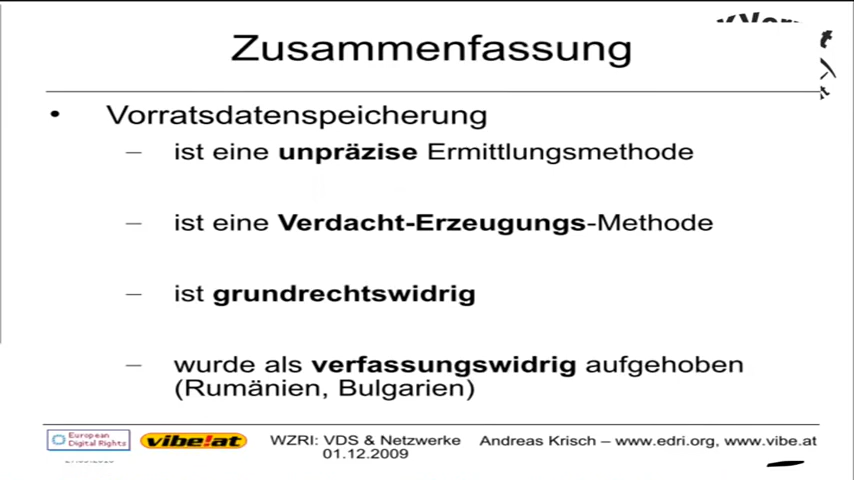 Zusammenfassung
• Vorratsdatenspeicherung
– ist eine unpräzise Ermittlungsmethode
– ist eine Verdacht-Erzeugungs-Methode
– ist grundrechtswidrig
– wurde als verfassungswidrig aufgehoben
(Rumänien, Bulgarien)
European
Digital Rights
vibe!at
WZRI: VDS & Netzwerke
01.12.2009
Andreas Krisch – www.edri.org, www.vibe.at